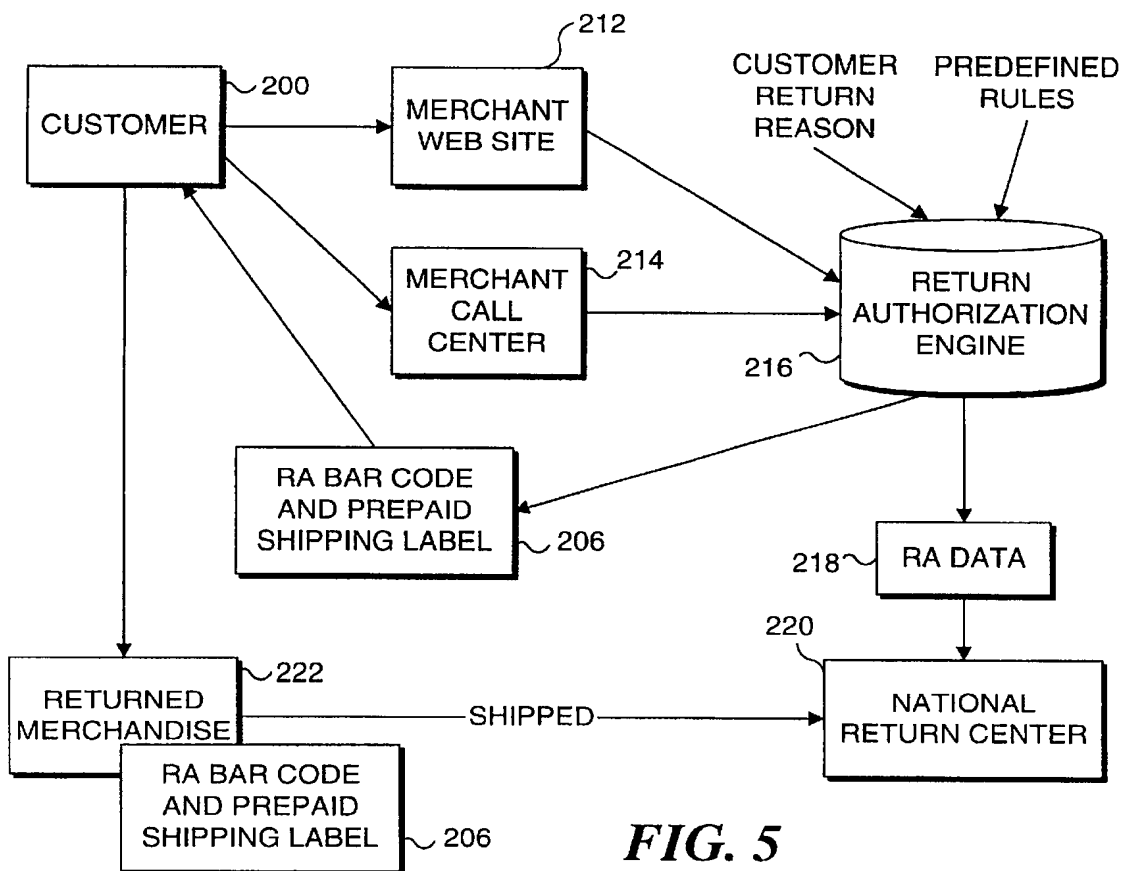 212
200
CUSTOMER
MERCHANT
WEB SITE
CUSTOMER
RETURN
REASON
PREDEFINED
RULES
214
MERCHANT
CALL
CENTER
RETURN
AUTHORIZATION
ENGINE
216
RA BAR CODE
AND PREPAID
SHIPPING LABEL
206
218
RA DATA
220
222
RETURNED
MERCHANDISE
SHIPPED
NATIONAL
RETURN CENTER
RA BAR CODE
AND PREPAID
SHIPPING LABEL
206
FIG. 5